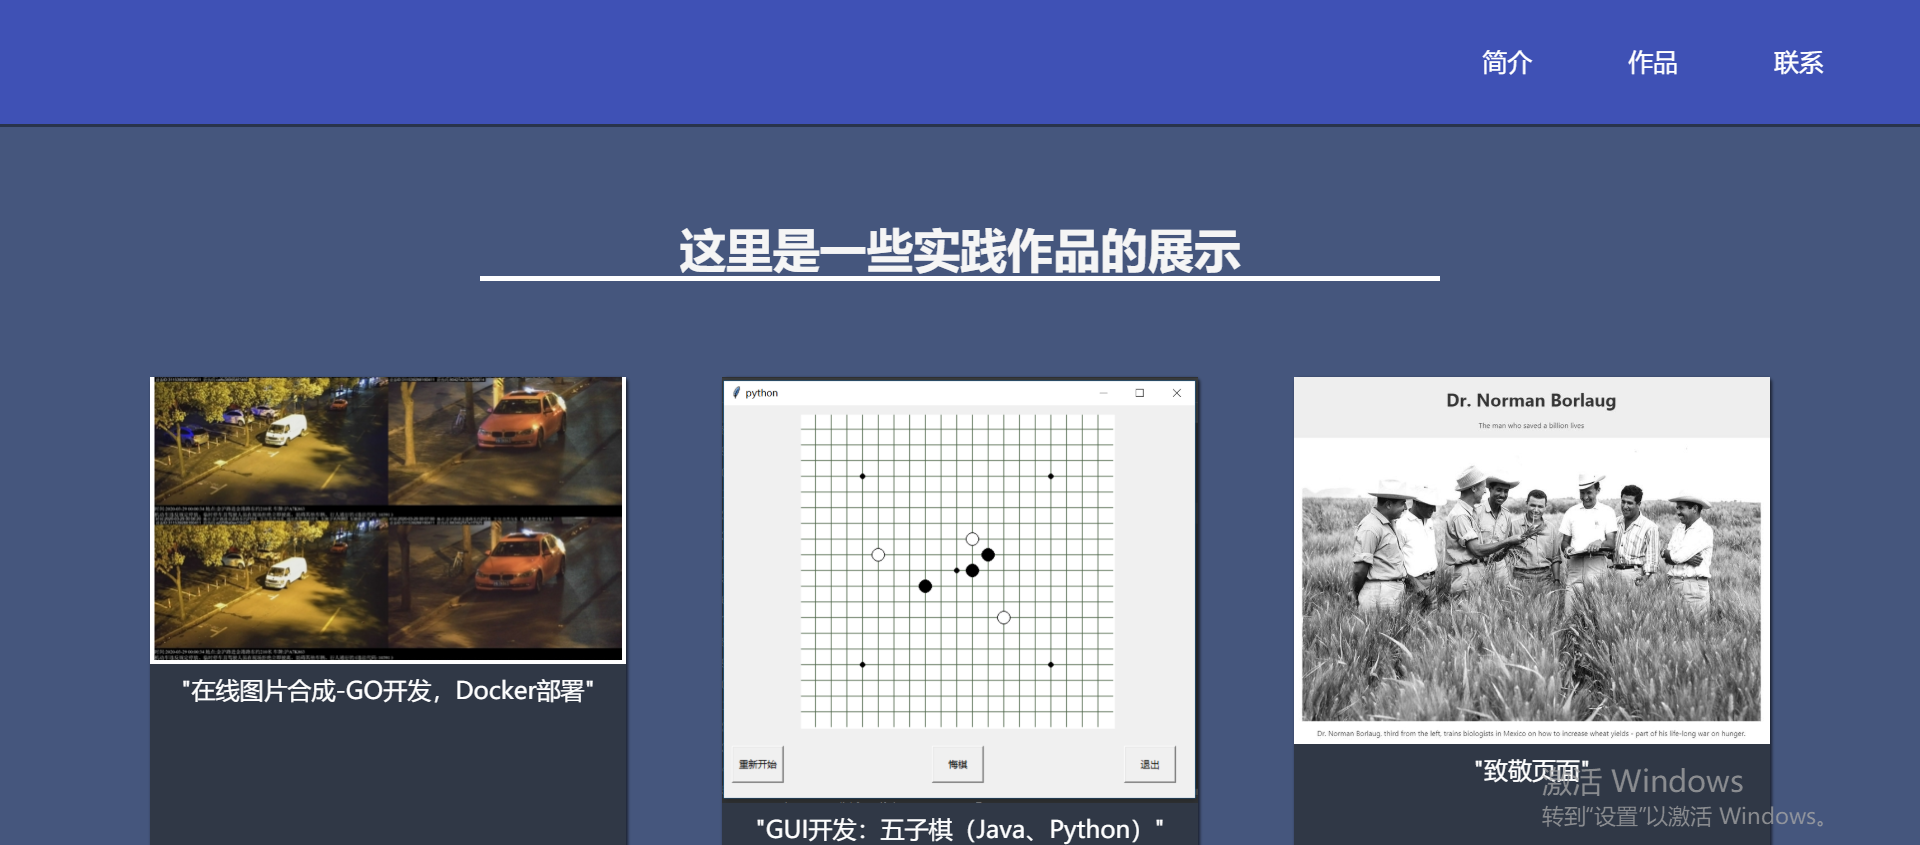 简介 作品 联系
这里是一些实践作品的展示
"在线图片合成-GO开发，Docker部署"
python
重新开始 悔棋 退出
"GUI开发：五子棋（Java、Python）"
Dr. Norman Borlaug
The man who saved a billion lives
Dr. Norman Borlaug, third from the left, trains biologists in Mexico on how to increase wheat yields - part of his life-long war on hunger.
"致敬页面"
激活 Windows
转到“设置”以激活 Windows。